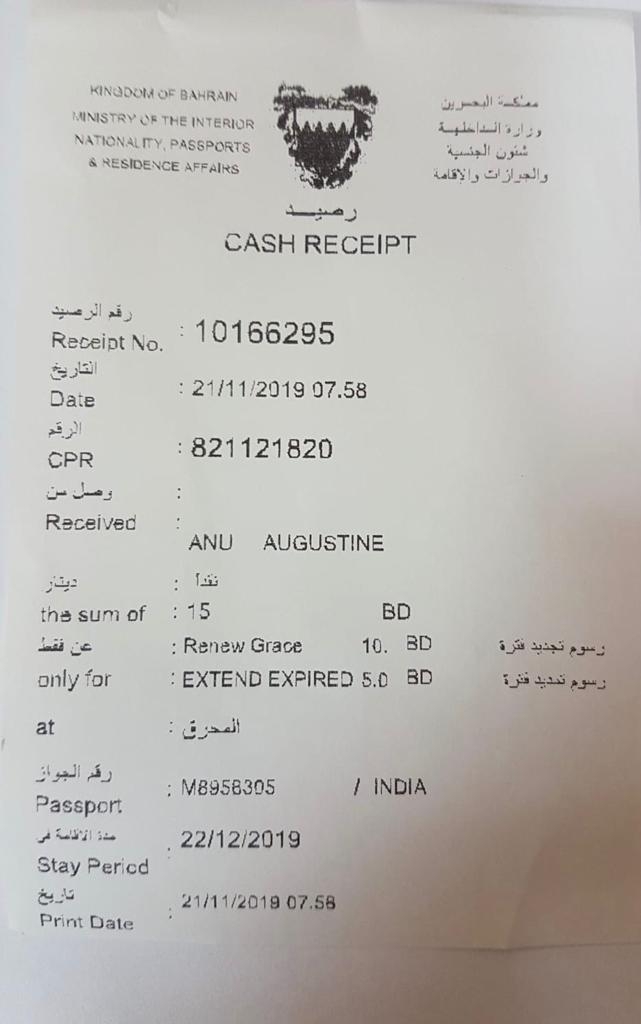 KINGDOM OF BAHRAIN
MINISTRY OF THE INTERIOR
NATIONALITY, PASSPORTS
& RESIDENCE AFFAIRS
مملكة البحرين
وزارة الداخلية
شئون الجنسية
والجوازات والإقامة
رصيد
CASH RECEIPT
رقم الرصيد
Receipt No. : 10166295
التاريخ
Date : 21/11/2019 07.58
الرقم
CPR : 821121820
وصل من :
Received :
ANU AUGUSTINE
دينار : نقداً
the sum of : 15 BD
عن فقط : Renew Grace 10. BD رسوم تجديد فترة
only for : EXTEND EXPIRED 5.0 BD رسوم تمديد فترة
at : المحرق
رقم الجواز
Passport : M8958305 / INDIA
مدة الاقامة في
Stay Period : 22/12/2019
تاريخ
Print Date : 21/11/2019 07.58